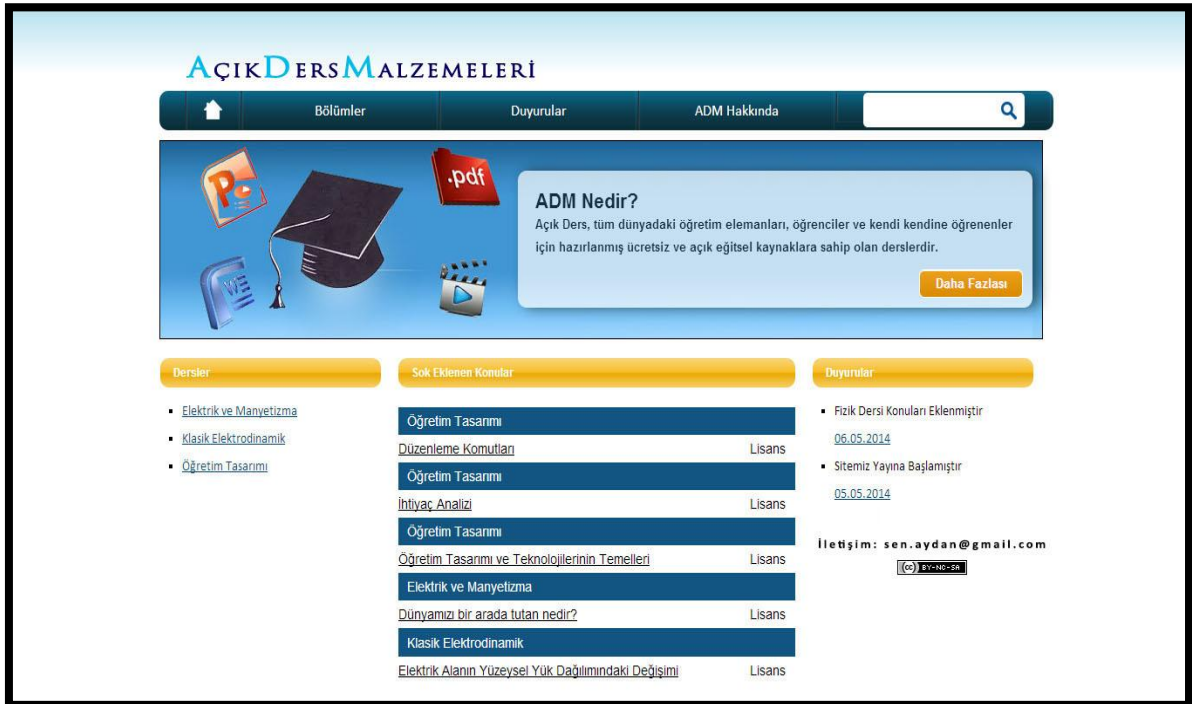 AÇIKDERSMALZEMELERİ
Bölümler
Duyurular
ADM Hakkında
.pdf
ADM Nedir?
Açık Ders, tüm dünyadaki öğretim elemanları, öğrenciler ve kendi kendine öğrenenler
için hazırlanmış ücretsiz ve açık eğitsel kaynaklara sahip olan derslerdir.
Daha Fazlası
Dersler
Elektrik ve Manyetizma
Klasik Elektrodinamik
Öğretim Tasarımı
Sok Eklenen Konular
Öğretim Tasarımı
Düzenleme Komutları Lisans
Öğretim Tasarımı
İhtiyaç Analizi Lisans
Öğretim Tasarımı
Öğretim Tasarımı ve Teknolojilerinin Temelleri Lisans
Elektrik ve Manyetizma
Dünyamızı bir arada tutan nedir? Lisans
Klasik Elektrodinamik
Elektrik Alanın Yüzeysel Yük Dağılımındaki Değişimi Lisans
Duyurular
Fizik Dersi Konuları Eklenmiştir
06.05.2014
Sitemiz Yayına Başlamıştır
05.05.2014
İletişim: sen.aydan@gmail.com
(cc) BY-NC-SA